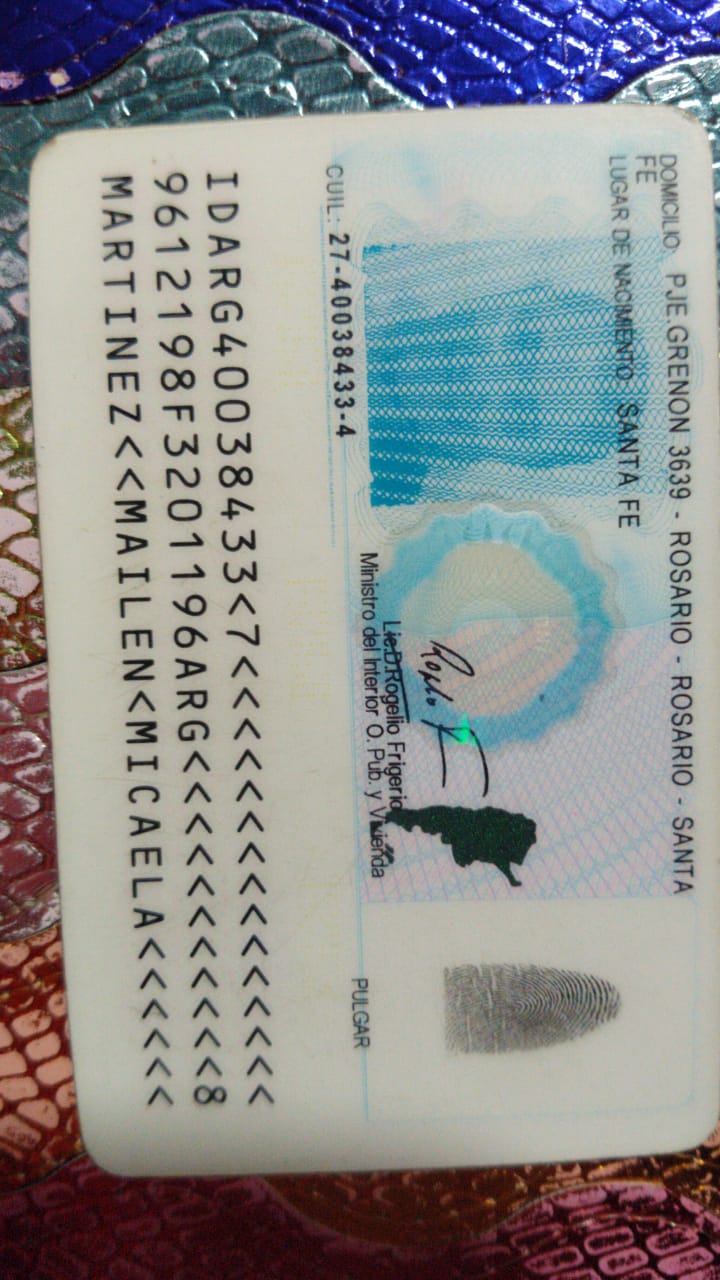 DOMICILIO: PJE.GRENON 3639 - ROSARIO - ROSARIO - SANTA
FE
LUGAR DE NACIMIENTO: SANTA FE
Lic.D.Rogelio Frigerio
Ministro del Interior O. Pub. y Vivienda
PULGAR
CUIL: 27-40038433-4
IDARG40038433<7<<<<<<<<<<<<<<<
9612198F3201196ARG<<<<<<<<<<<8
MARTINEZ<<MAILEN<MICAELA<<<<<<